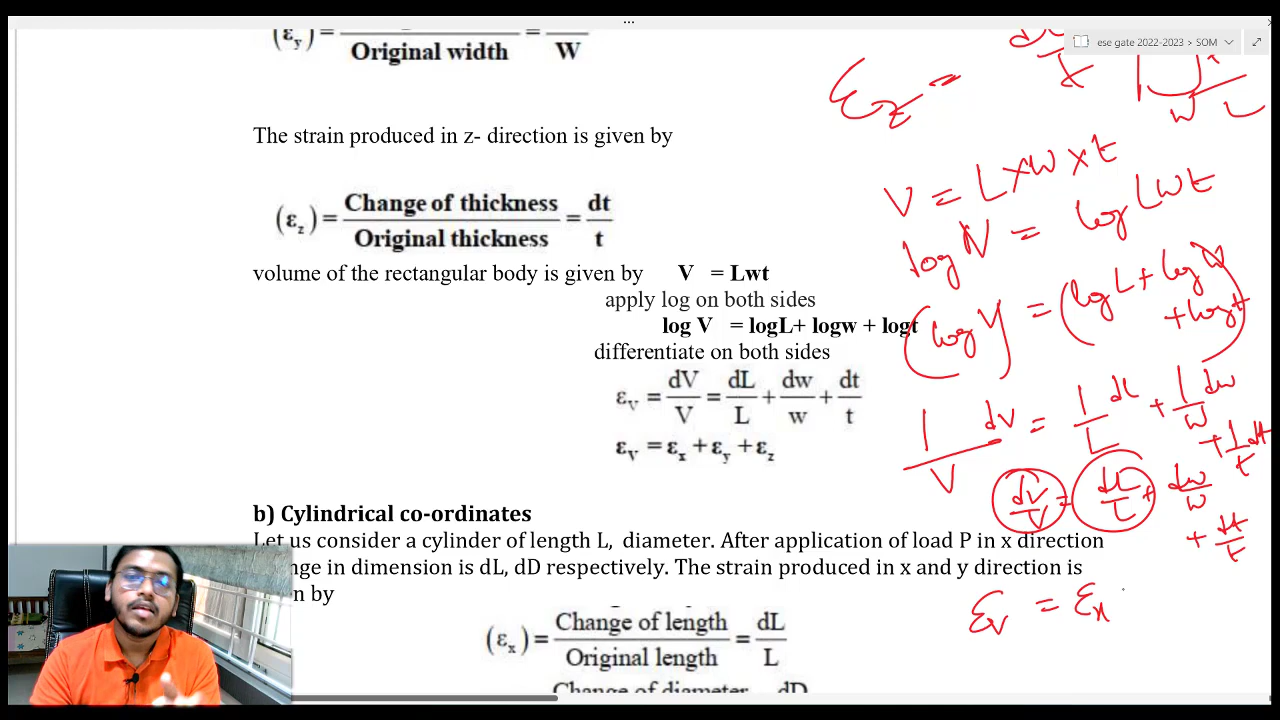 ...
ese gate 2022-2023 > SOM
(εy) = Original width = W
dt
εz = t
w L
The strain produced in z- direction is given by
(εz) = Change of thickness / Original thickness = dt / t
volume of the rectangular body is given by V = Lwt
apply log on both sides
log V = logL+ logw + logt
differentiate on both sides
εV = dV/V = dL/L + dw/w + dt/t
εV = εx + εy + εz
b) Cylindrical co-ordinates
Let us consider a cylinder of length L, diameter. After application of load P in x direction
nge in dimension is dL, dD respectively. The strain produced in x and y direction is
n by
(εx) = Change of length / Original length = dL / L
Change of diameter dD
V = L×w×t
log V = log Lwt
(log V) = (log L + log w
+ log t)
1/V dv = 1/L dL + 1/w dw
+ 1/t dt
dv/V = dL/L + dw/w
+ dt/t
εv = εx